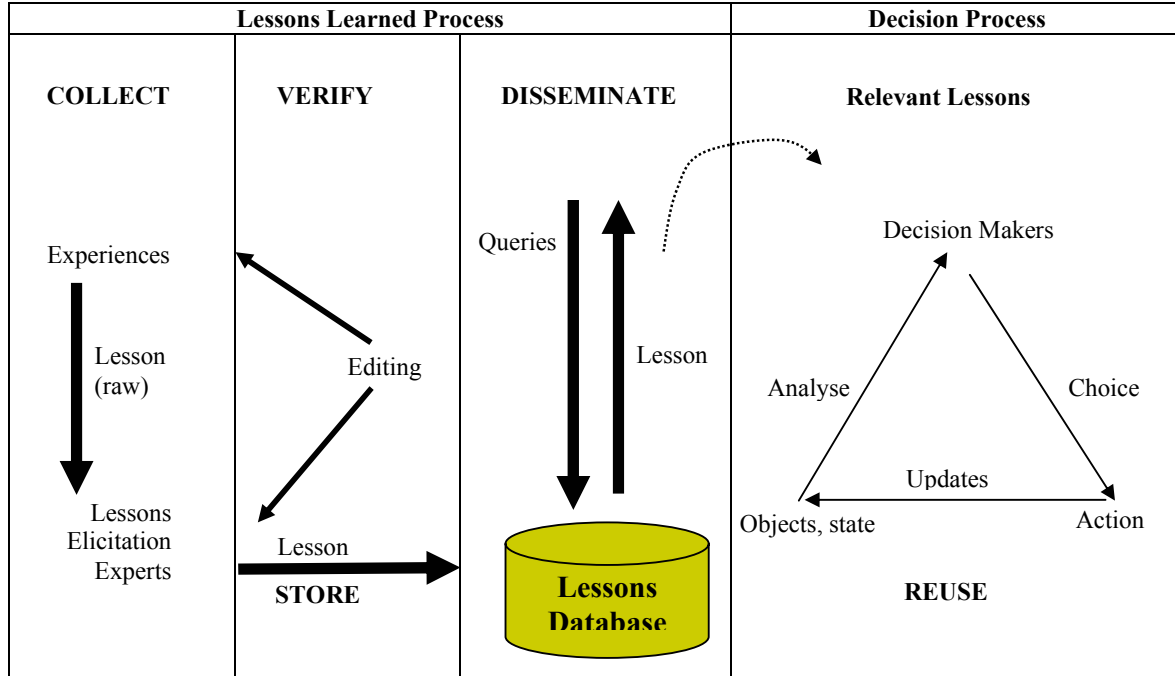 Lessons Learned Process
Decision Process
COLLECT
VERIFY
DISSEMINATE
Relevant Lessons
Experiences
Lesson
(raw)
Lessons
Elicitation
Experts
Editing
Lesson
STORE
Queries
Lesson
Lessons
Database
Decision Makers
Analyse
Choice
Updates
Objects, state
Action
REUSE